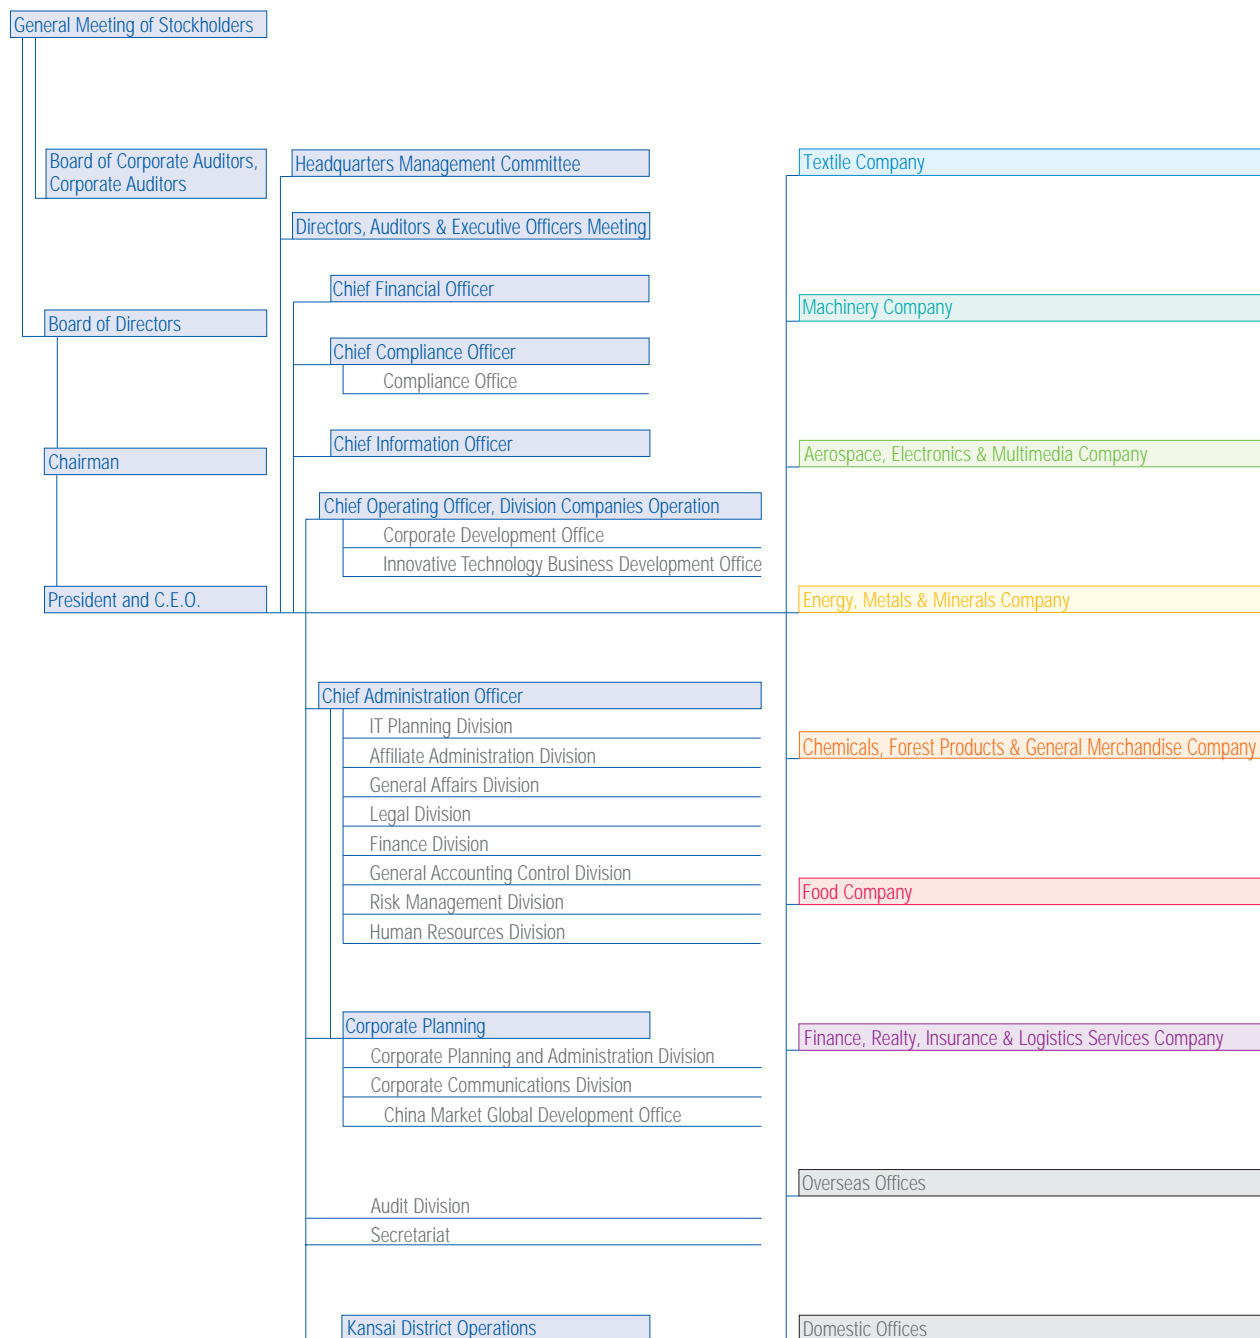 General Meeting of Stockholders
Board of Corporate Auditors,
Corporate Auditors
Board of Directors
Chairman
President and C.E.O.
Headquarters Management Committee
Directors, Auditors & Executive Officers Meeting
Chief Financial Officer
Chief Compliance Officer
Compliance Office
Chief Information Officer
Chief Operating Officer, Division Companies Operation
Corporate Development Office
Innovative Technology Business Development Office
Chief Administration Officer
IT Planning Division
Affiliate Administration Division
General Affairs Division
Legal Division
Finance Division
General Accounting Control Division
Risk Management Division
Human Resources Division
Corporate Planning
Corporate Planning and Administration Division
Corporate Communications Division
China Market Global Development Office
Audit Division
Secretariat
Kansai District Operations
Textile Company
Machinery Company
Aerospace, Electronics & Multimedia Company
Energy, Metals & Minerals Company
Chemicals, Forest Products & General Merchandise Company
Food Company
Finance, Realty, Insurance & Logistics Services Company
Overseas Offices
Domestic Offices